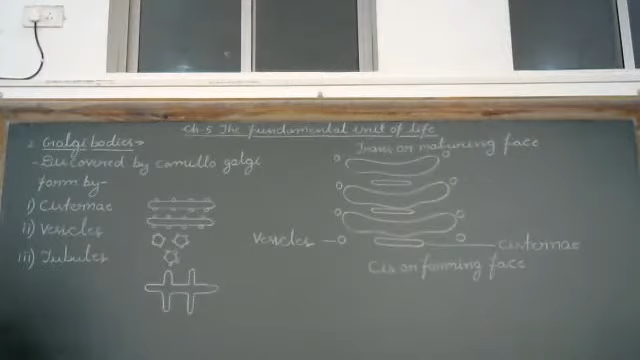 Ch-5 The fundamental unit of life
2. Golgi bodies→
- Discovered by camullo golgi
form by-
i) Cisternae
ii) Vesicles
iii) Tubules
Trans or maturing face
Vesicles
Cisternae
Cis or forming face